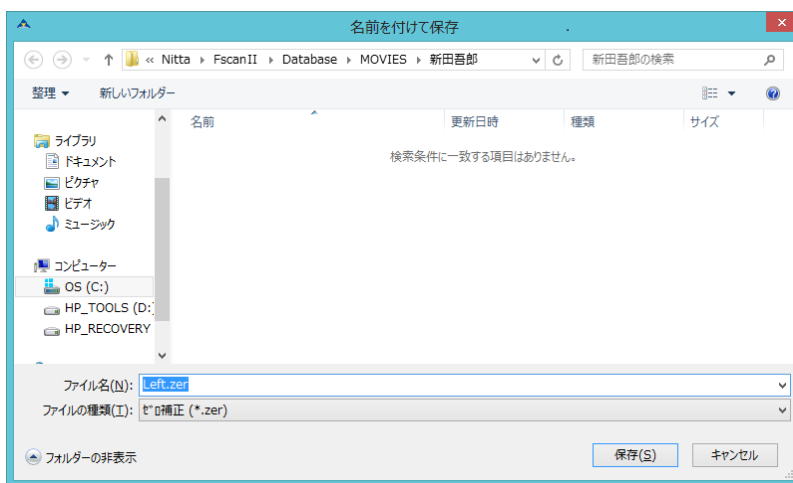 名前を付けて保存
« Nitta ▸ FscanII ▸ Database ▸ MOVIES ▸ 新田吾郎
新田吾郎の検索
整理 ▼ 新しいフォルダー
名前 更新日時 種類 サイズ
検索条件に一致する項目はありません。
ライブラリ
ドキュメント
ピクチャ
ビデオ
ミュージック
コンピューター
OS (C:)
HP_TOOLS (D:)
HP_RECOVERY
ファイル名(N): Left.zer
ファイルの種類(T): ゼロ補正 (*.zer)
フォルダーの非表示
保存(S) キャンセル